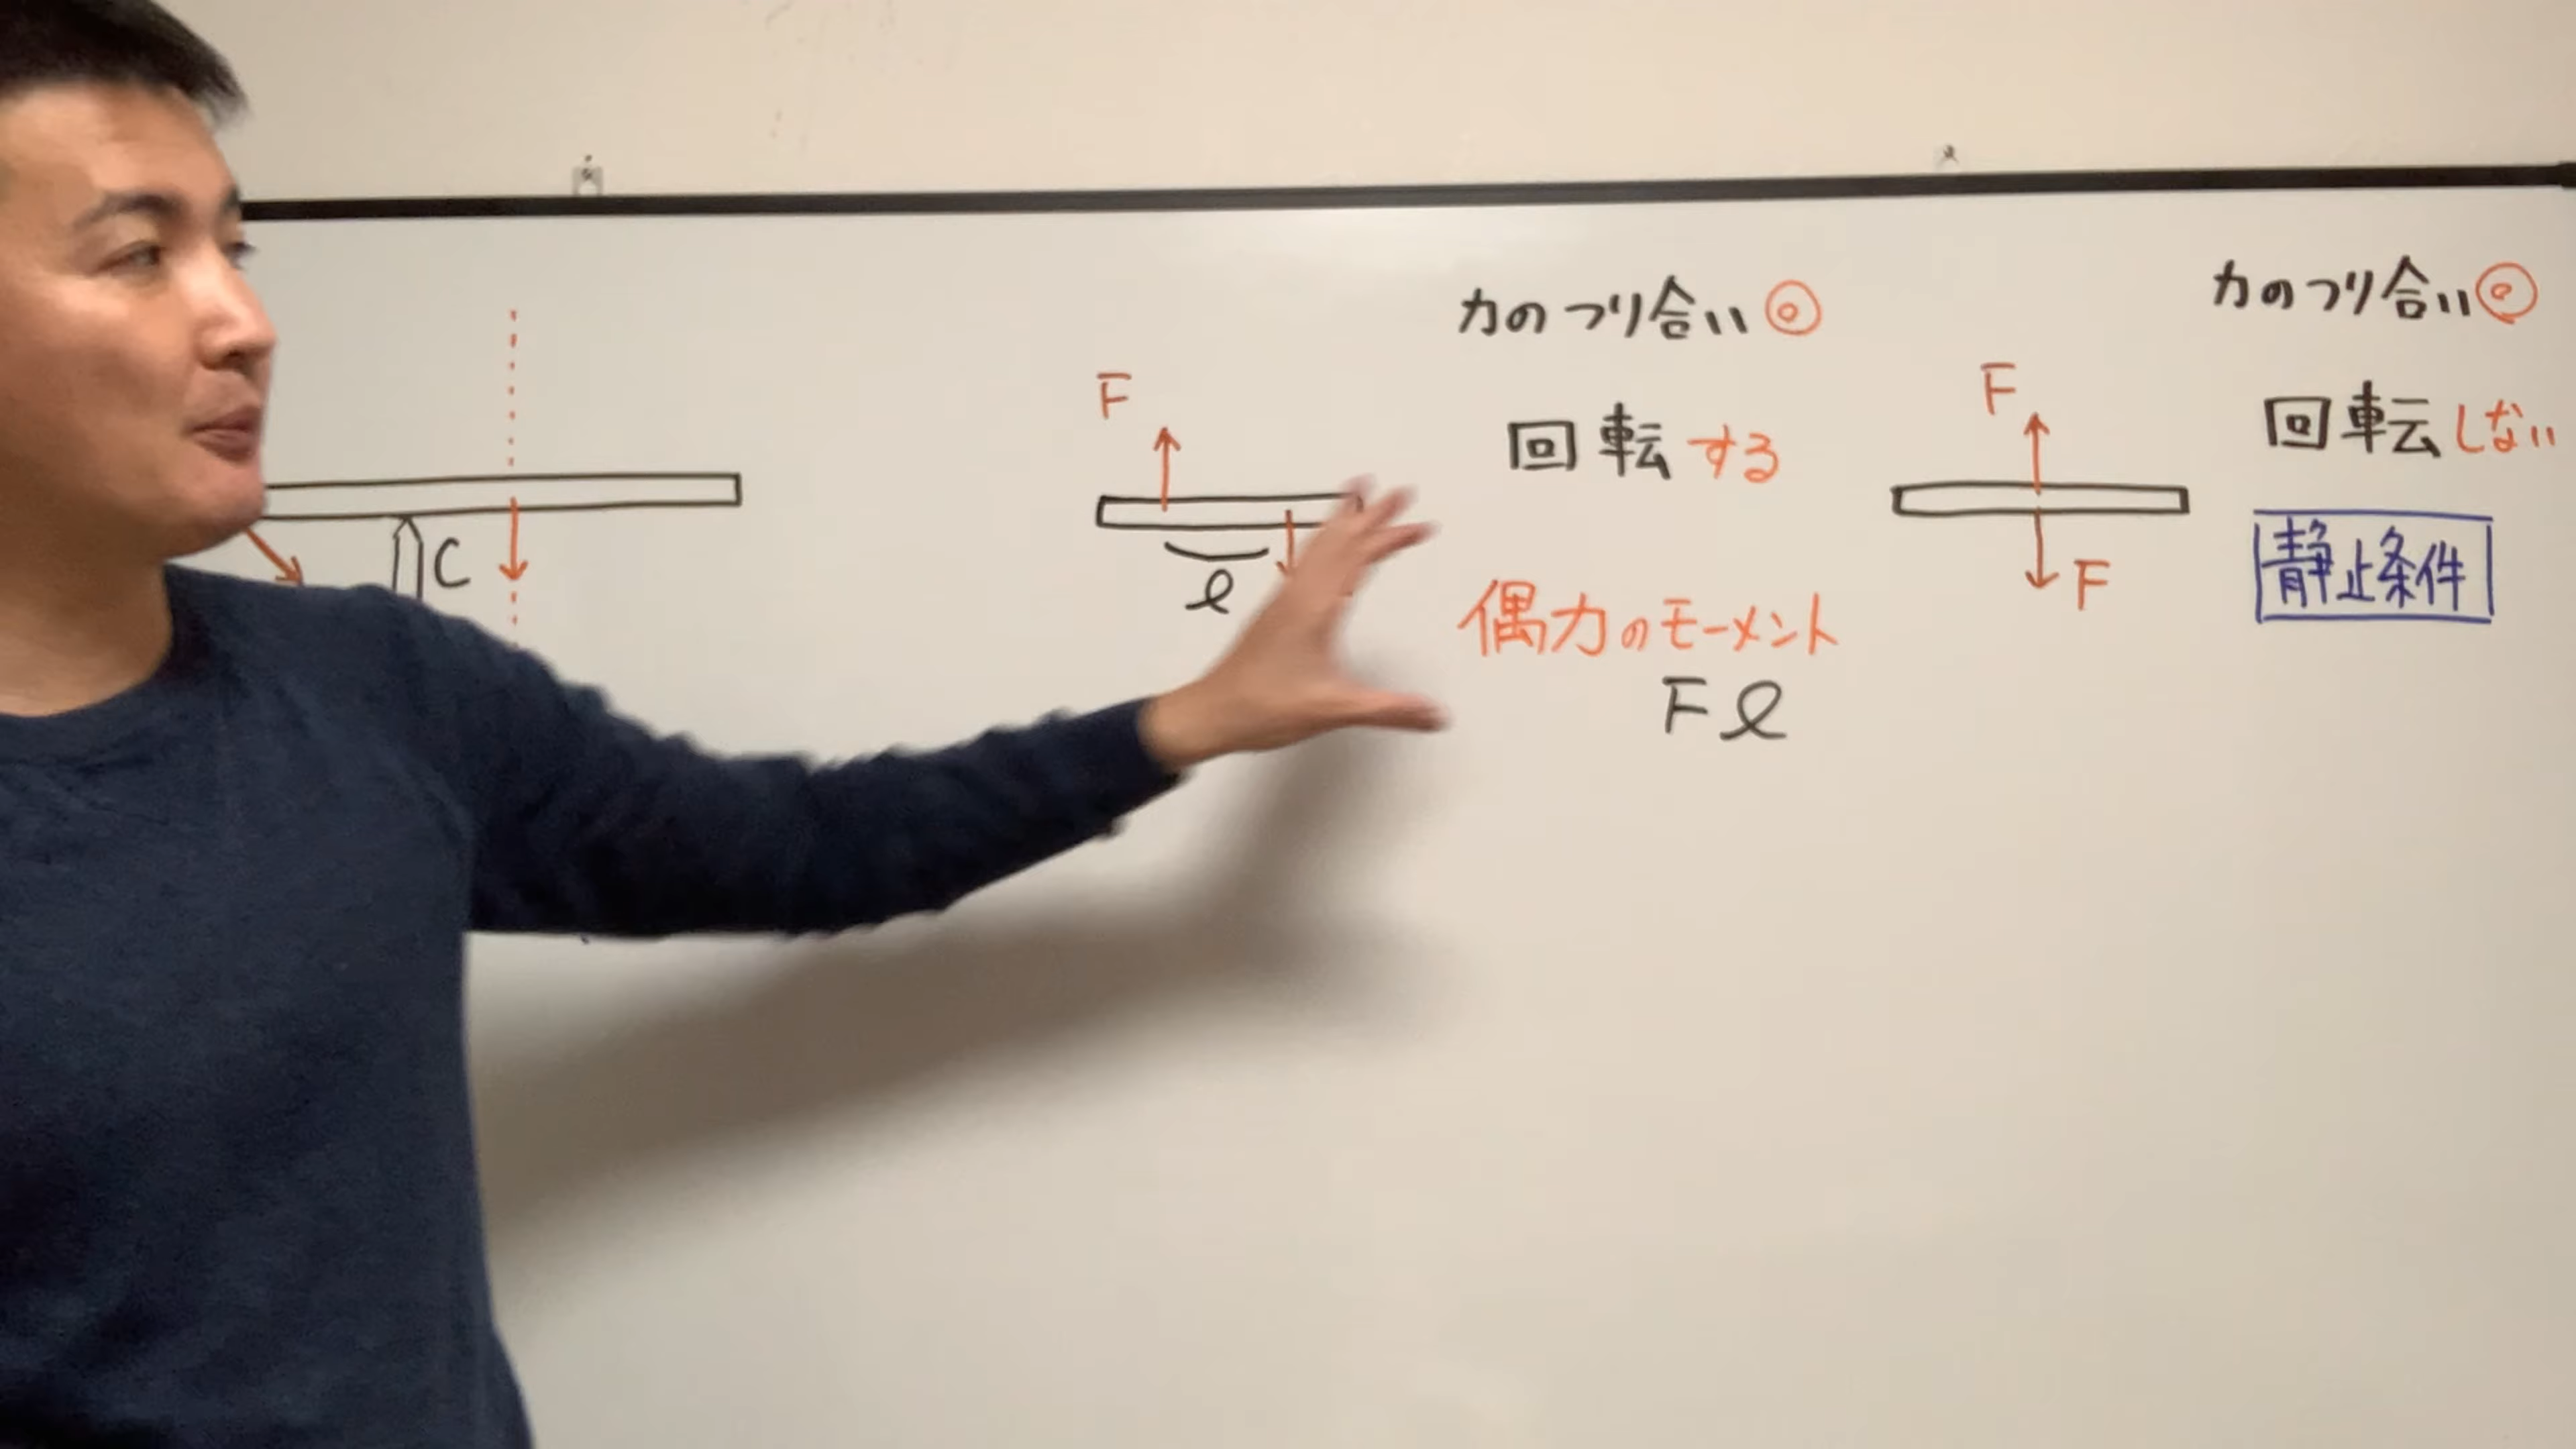 C
F
ℓ
力のつり合い◎
回転する
偶力のモーメント
Fℓ
F
F
力のつり合い◎
回転しない
静止条件